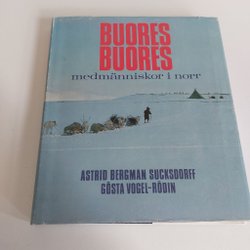 BUORES
BUORES
medmänniskor i norr
ASTRID BERGMAN SUCKSDORFF
GÖSTA VOGEL-RÖDIN